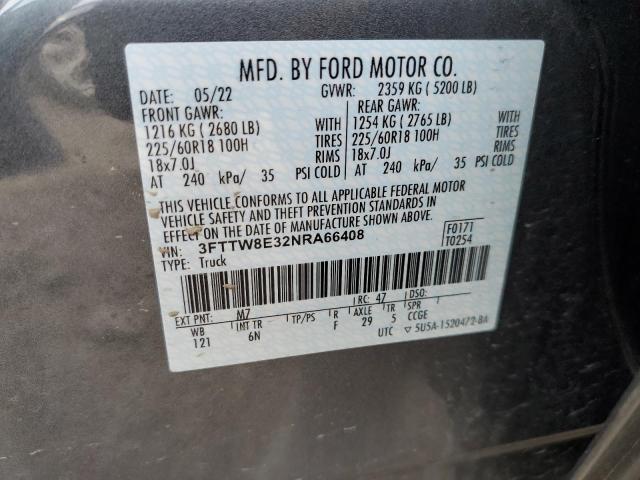 MFD. BY FORD MOTOR CO.
DATE: 05/22 GVWR: 2359 KG ( 5200 LB)
FRONT GAWR: REAR GAWR:
1216 KG ( 2680 LB) WITH 1254 KG ( 2765 LB) WITH
225/60R18 100H TIRES 225/60R18 100H TIRES
18x7.0J RIMS 18x7.0J RIMS
AT 240 kPa/ 35 PSI COLD AT 240 kPa/ 35 PSI COLD
THIS VEHICLE CONFORMS TO ALL APPLICABLE FEDERAL MOTOR
VEHICLE SAFETY AND THEFT PREVENTION STANDARDS IN
EFFECT ON THE DATE OF MANUFACTURE SHOWN ABOVE.
VIN: 3FTTW8E32NRA66408 F0171
TYPE: Truck T0254
EXT PNT: M7 RC: 47 DSO:
WB INT TR TP/PS R AXLE TR SPR
121 6N F 29 5 CCGE
UTC ▽ 5U5A-1520472-BA